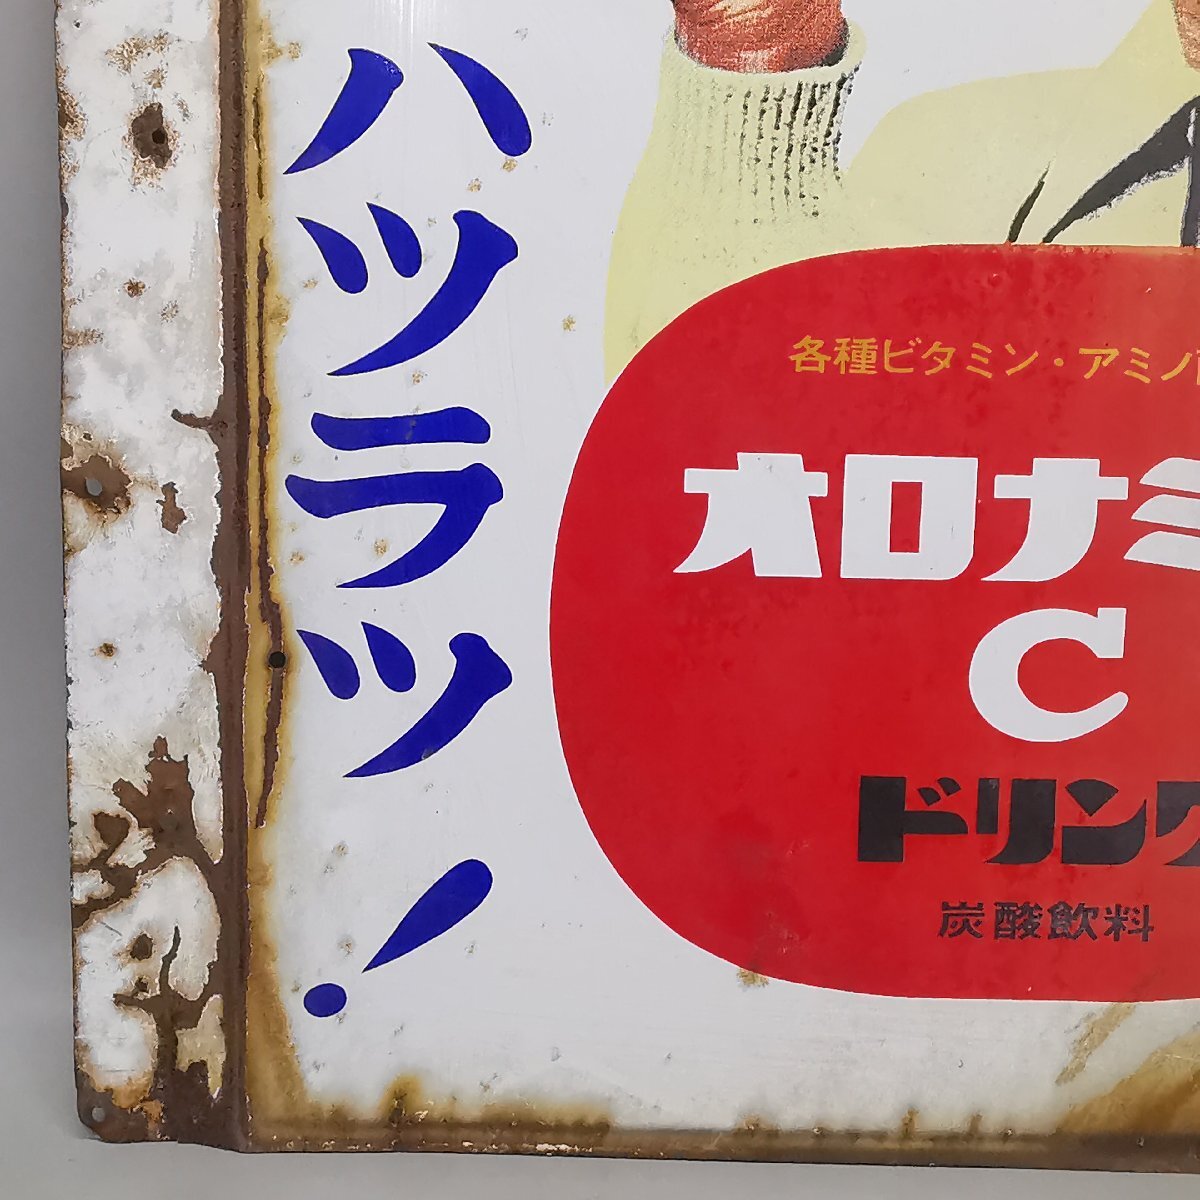 ハツラツ!
各種ビタミン・アミノ
オロナミ
C
ドリンク
炭酸飲料